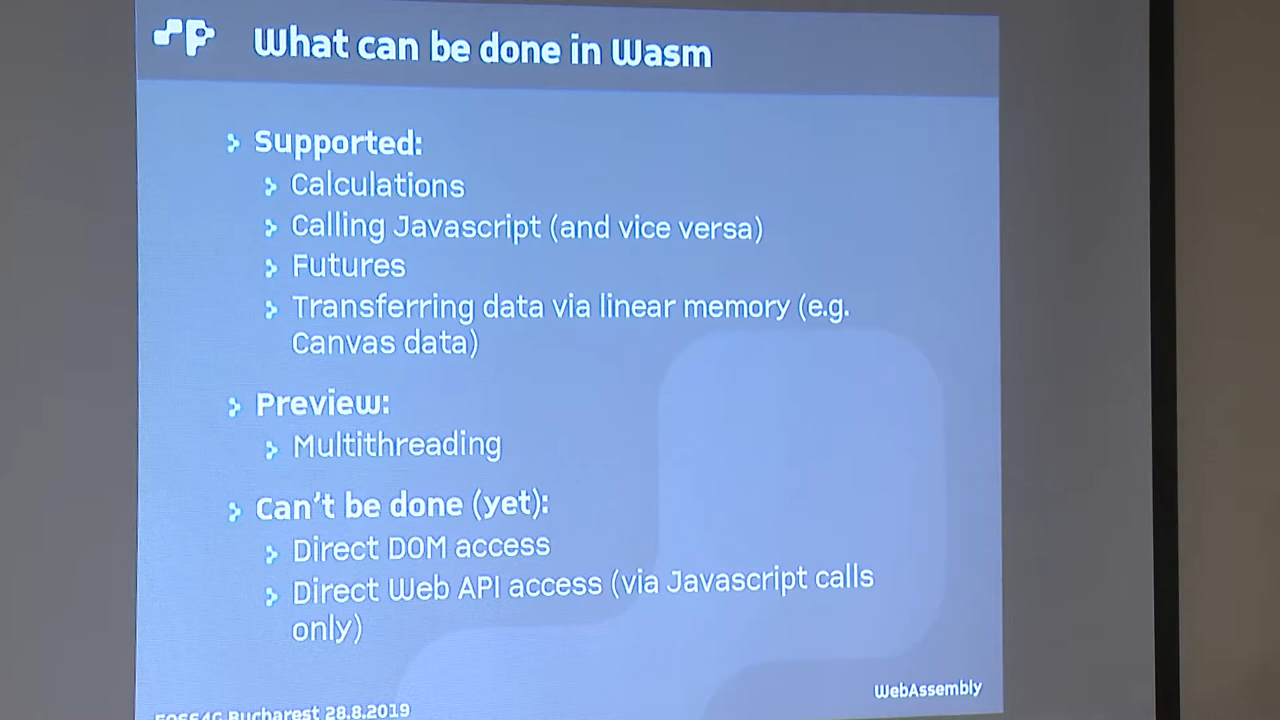 What can be done in Wasm
Supported:
Calculations
Calling Javascript (and vice versa)
Futures
Transferring data via linear memory (e.g.
Canvas data)
Preview:
Multithreading
Can't be done (yet):
Direct DOM access
Direct Web API access (via Javascript calls
only)
WebAssembly
FOSS4G Bucharest 28.8.2019